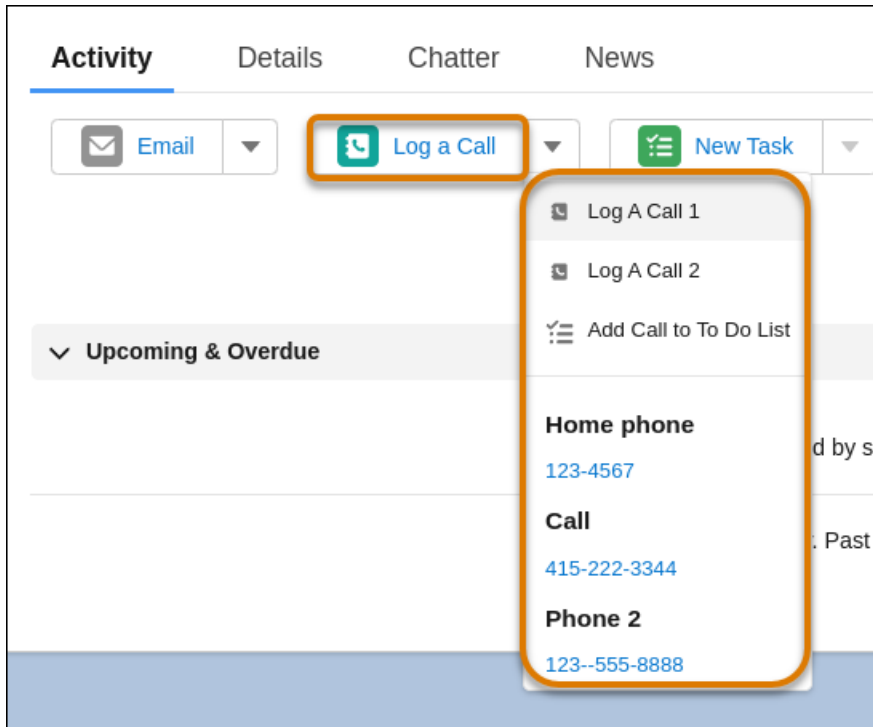 Activity Details Chatter News
Email Log a Call New Task
Log A Call 1
Log A Call 2
Add Call to To Do List
Upcoming & Overdue
Home phone
d by s
123-4567
Call
. Past
415-222-3344
Phone 2
123--555-8888